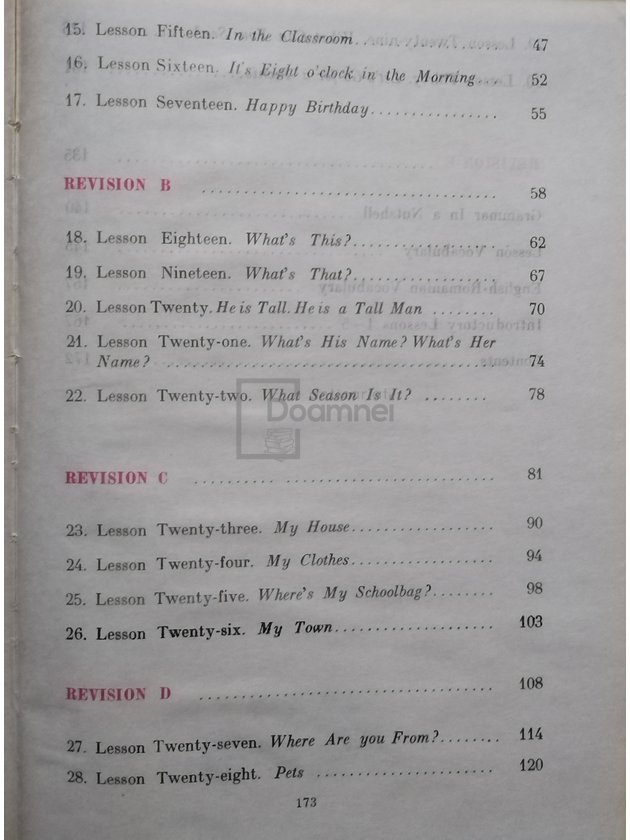 15. Lesson Fifteen. In the Classroom.................... 47
16. Lesson Sixteen. It's Eight o'clock in the Morning... 52
17. Lesson Seventeen. Happy Birthday................ 55
REVISION B .................................... 58
18. Lesson Eighteen. What's This?.................. 62
19. Lesson Nineteen. What's That?.................. 67
20. Lesson Twenty. He is Tall. He is a Tall Man ........ 70
21. Lesson Twenty-one. What's His Name? What's Her
Name? ........................................ 74
22. Lesson Twenty-two. What Season Is It? ........ 78
Doamnei
REVISION C .................................... 81
23. Lesson Twenty-three. My House.................. 90
24. Lesson Twenty-four. My Clothes.................. 94
25. Lesson Twenty-five. Where's My Schoolbag?........ 98
26. Lesson Twenty-six. My Town.................... 103
REVISION D .................................... 108
27. Lesson Twenty-seven. Where Are you From?........ 114
28. Lesson Twenty-eight. Pets ...................... 120
173